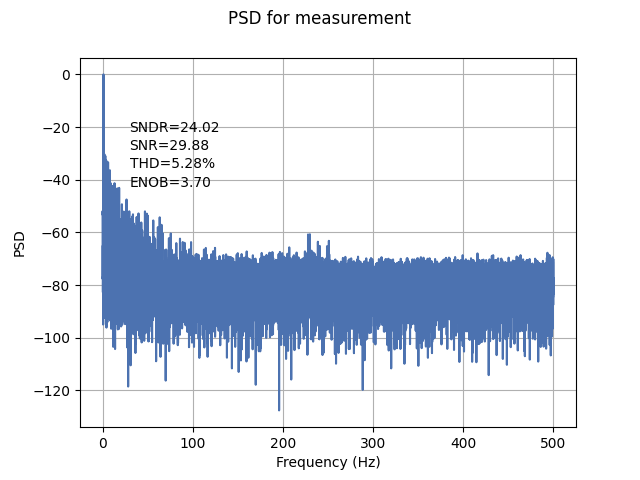 PSD for measurement
0
−20
−40
−60
−80
−100
−120
PSD
SNDR=24.02
SNR=29.88
THD=5.28%
ENOB=3.70
0
100
200
300
400
500
Frequency (Hz)